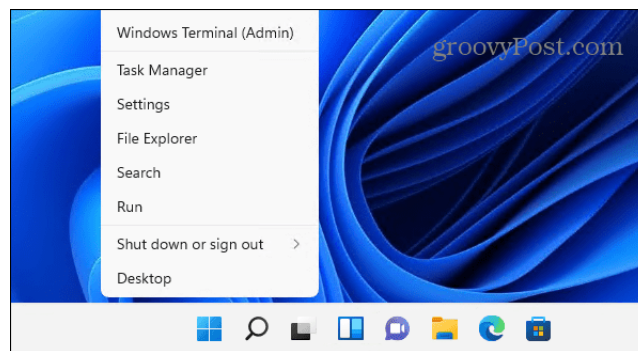 Windows Terminal (Admin)
groovyPost.com
Task Manager
Settings
File Explorer
Search
Run
Shut down or sign out
Desktop